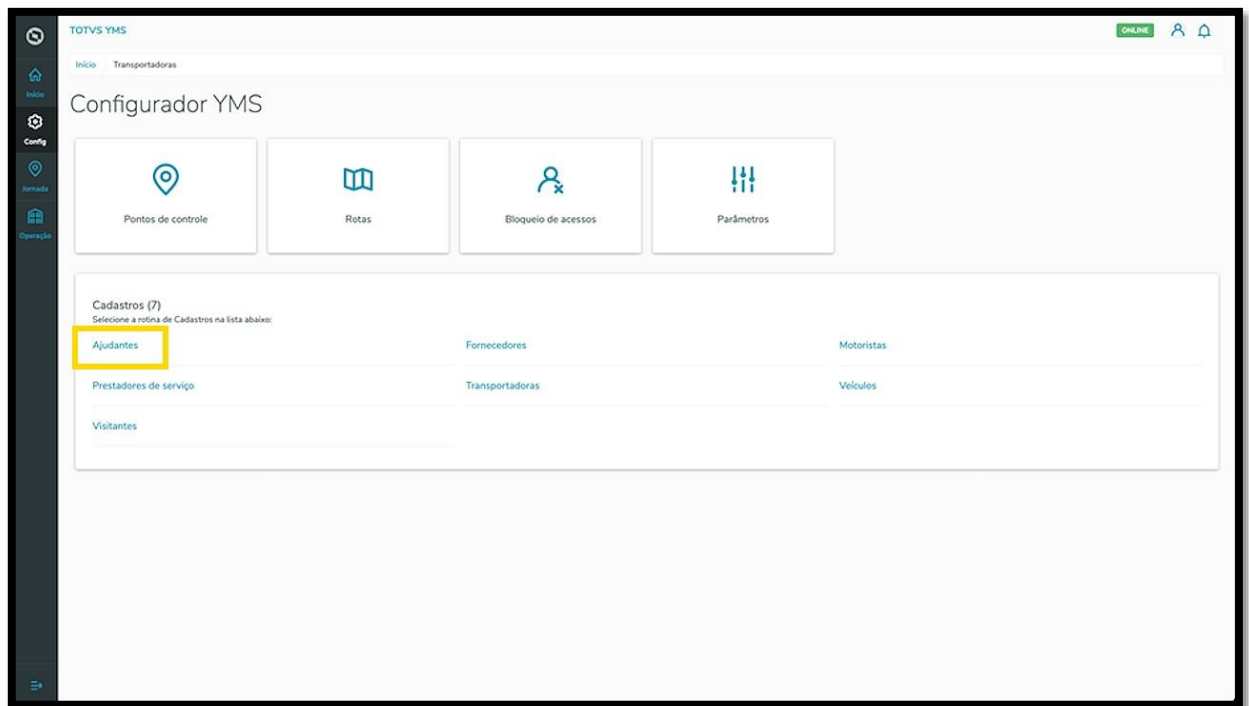 TOTVS YMS
ONLINE
Início Transportadoras
Configurador YMS
Início
Config
Jornada
Operação
Pontos de controle
Rotas
Bloqueio de acessos
Parâmetros
Cadastros (7)
Selecione a rotina de Cadastros na lista abaixo:
Ajudantes Fornecedores Motoristas
Prestadores de serviço Transportadoras Veículos
Visitantes